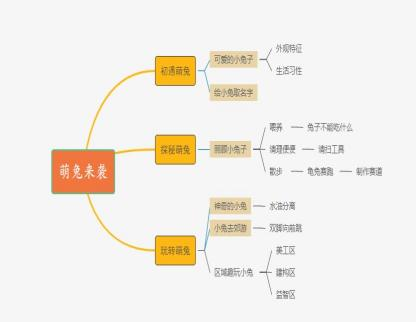 萌兔来袭
初遇萌兔
可爱的小兔子
外观特征
生活习性
给小兔取名字
探秘萌兔
照顾小兔子
喂养
兔子不能吃什么
清理便便
清扫工具
散步
龟兔赛跑
制作赛道
玩转萌兔
神奇的小兔
水油分离
小兔去郊游
双脚向前跳
区域趣玩小兔
美工区
建构区
益智区